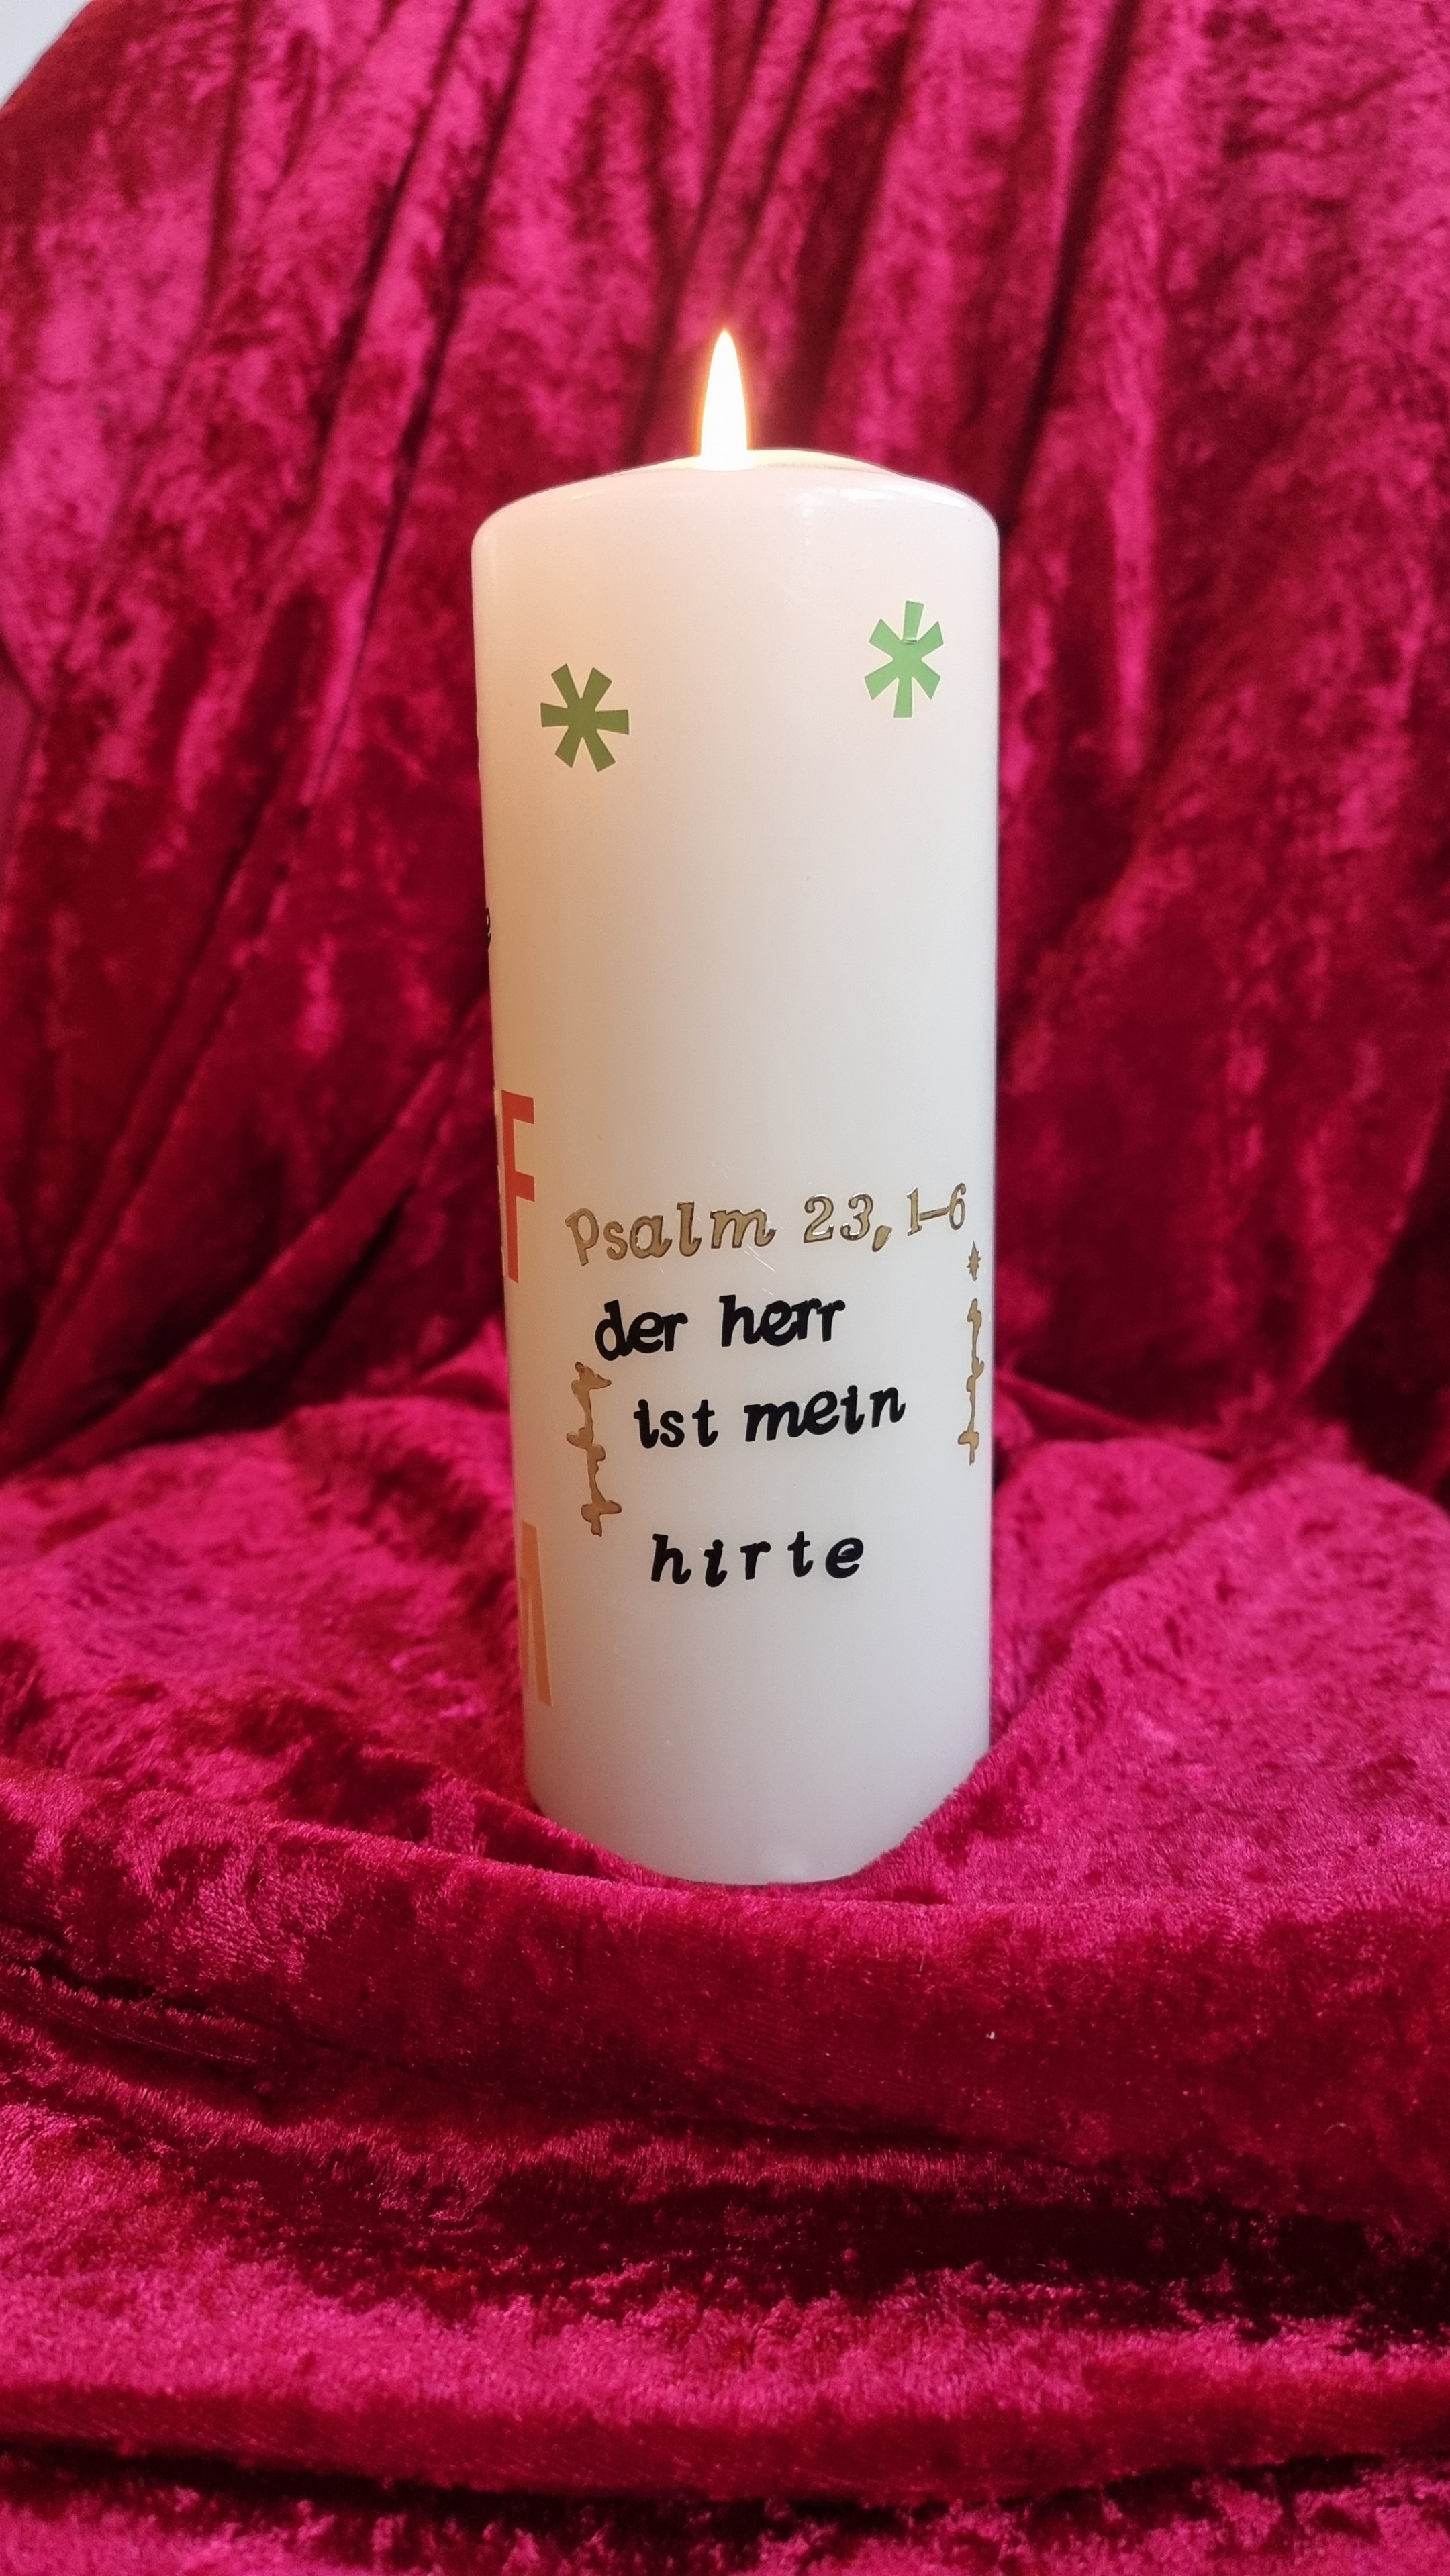 Psalm 23, 1-6
der herr
ist mein
hirte